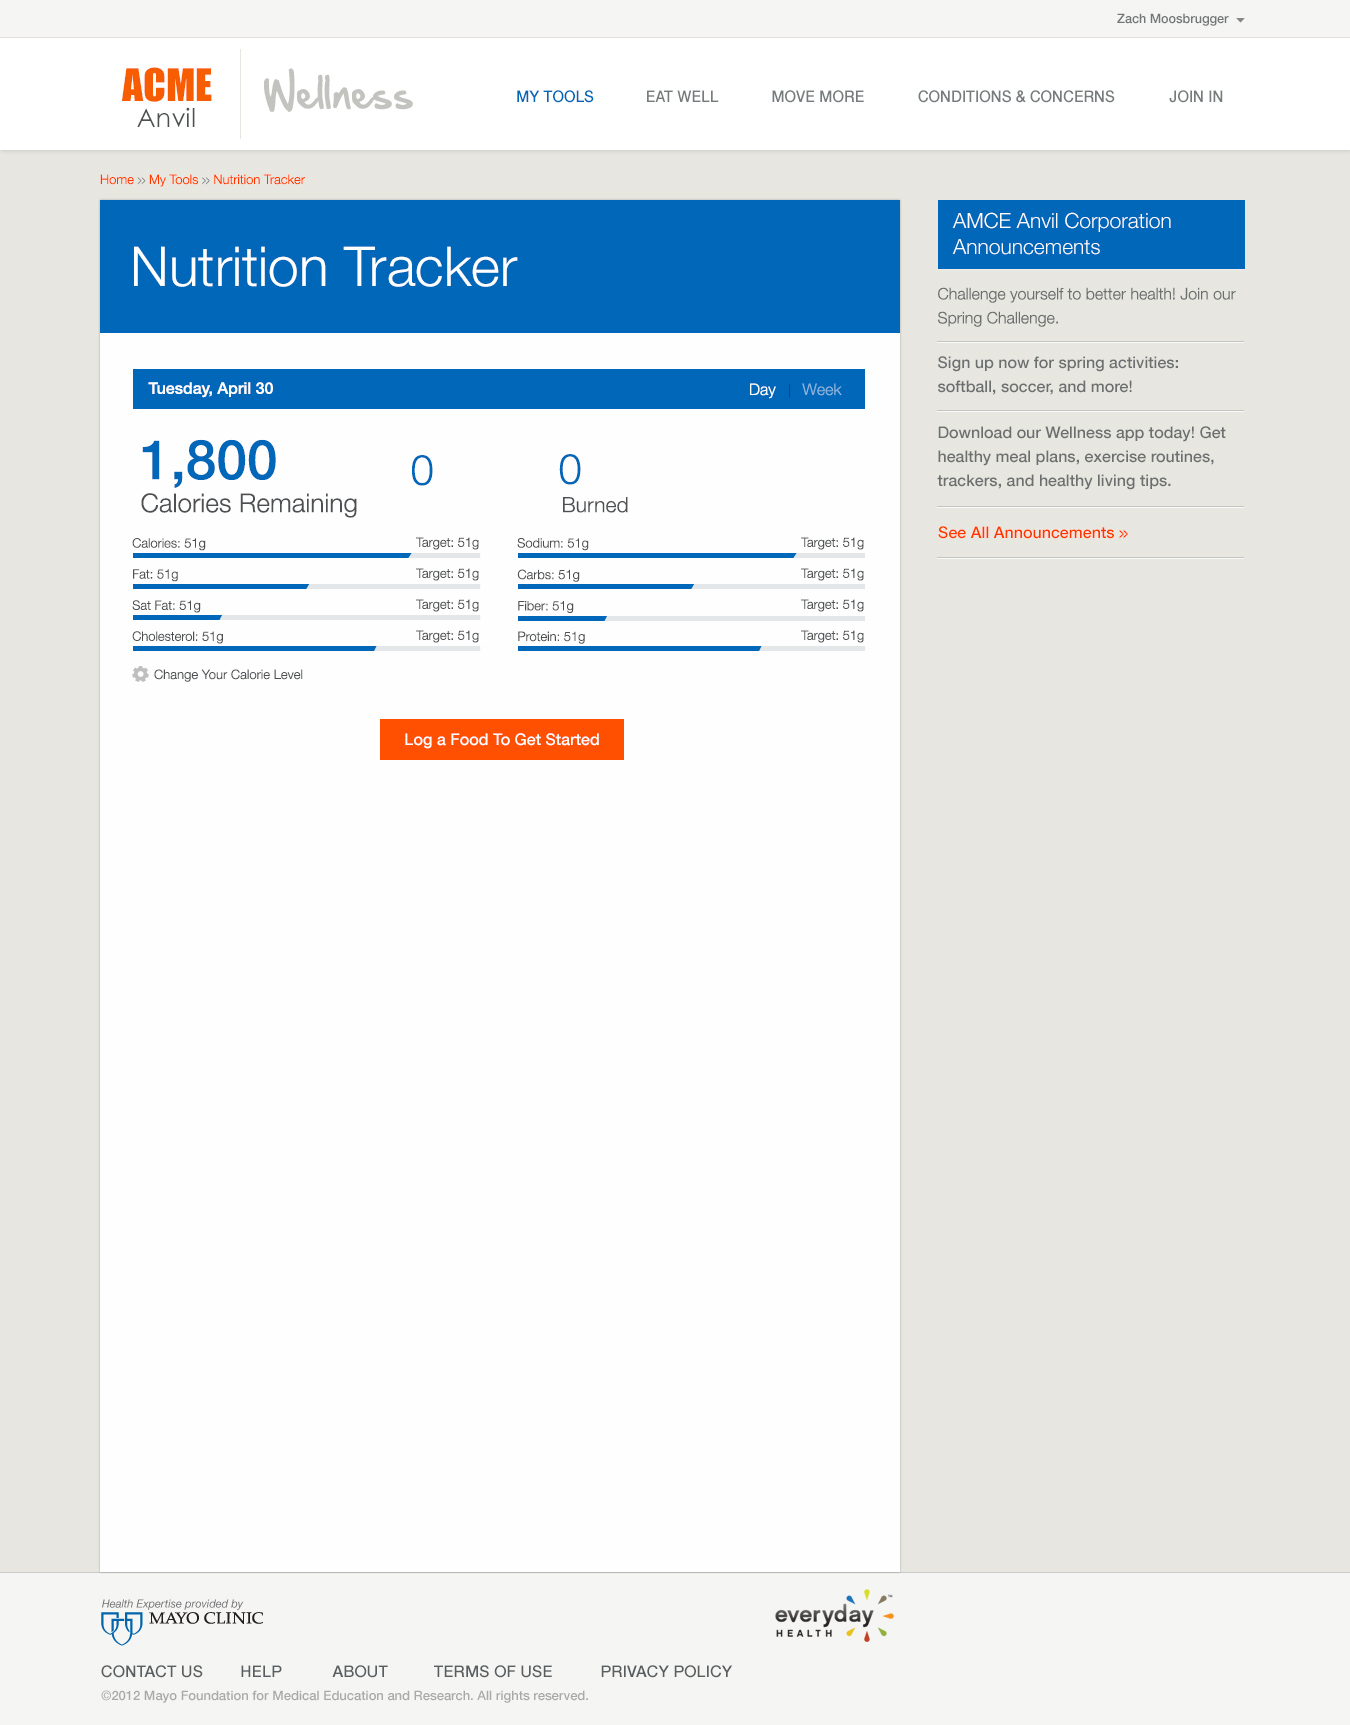 Zach Moosbrugger
ACME
Anvil
Wellness
MY TOOLS
EAT WELL
MOVE MORE
CONDITIONS & CONCERNS
JOIN IN
Home » My Tools » Nutrition Tracker
Nutrition Tracker
Tuesday, April 30
Day | Week
1,800
Calories Remaining
0
0
Burned
Calories: 51g Target: 51g
Fat: 51g Target: 51g
Sat Fat: 51g Target: 51g
Cholesterol: 51g Target: 51g
Sodium: 51g Target: 51g
Carbs: 51g Target: 51g
Fiber: 51g Target: 51g
Protein: 51g Target: 51g
Change Your Calorie Level
Log a Food To Get Started
AMCE Anvil Corporation
Announcements
Challenge yourself to better health! Join our
Spring Challenge.
Sign up now for spring activities:
softball, soccer, and more!
Download our Wellness app today! Get
healthy meal plans, exercise routines,
trackers, and healthy living tips.
See All Announcements »
Health Expertise provided by
MAYO CLINIC
everyday™
HEALTH
CONTACT US
HELP
ABOUT
TERMS OF USE
PRIVACY POLICY
©2012 Mayo Foundation for Medical Education and Research. All rights reserved.